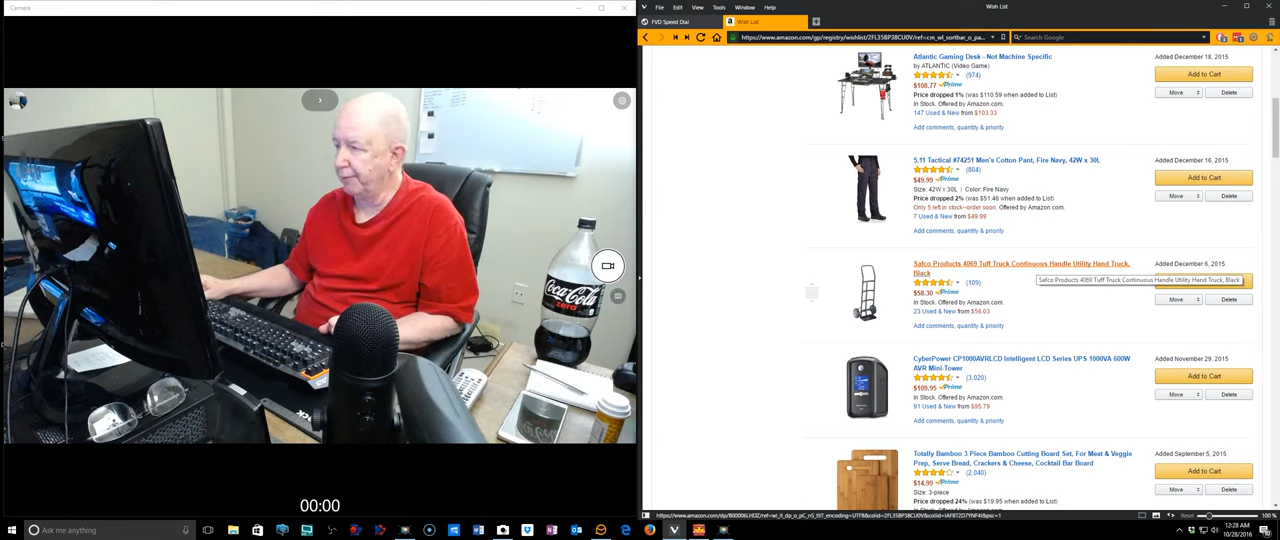 Camera
File Edit View Tools Window Help
Wish List
FVD Speed Dial
Wish List
https://www.amazon.com/gp/registry/wishlist/2FL35BP38CU0V/ref=cm_wl_sortbar_o_pa...
Search Google
Atlantic Gaming Desk - Not Machine Specific
by ATLANTIC (Video Game)
(974)
$108.77 Prime
Price dropped 1% (was $110.59 when added to List)
In Stock. Offered by Amazon.com.
147 Used & New from $103.33
Add comments, quantity & priority
Added December 18, 2015
Add to Cart
Move Delete
5.11 Tactical #74251 Men's Cotton Pant, Fire Navy, 42W x 30L
(804)
$49.99 Prime
Size: 42W x 30L | Color: Fire Navy
Price dropped 2% (was $51.46 when added to List)
Only 5 left in stock--order soon. Offered by Amazon.com.
7 Used & New from $49.99
Add comments, quantity & priority
Added December 16, 2015
Add to Cart
Move Delete
Safco Products 4069 Tuff Truck Continuous Handle Utility Hand Truck,
Black
Safco Products 4069 Tuff Truck Continuous Handle Utility Hand Truck, Black
(109)
$58.30 Prime
In Stock. Offered by Amazon.com.
23 Used & New from $56.03
Add comments, quantity & priority
Added December 6, 2015
Move Delete
CyberPower CP1000AVRLCD Intelligent LCD Series UPS 1000VA 600W
AVR Mini-Tower
(3,020)
$109.95 Prime
In Stock. Offered by Amazon.com.
91 Used & New from $95.79
Add comments, quantity & priority
Added November 29, 2015
Add to Cart
Move Delete
Totally Bamboo 3 Piece Bamboo Cutting Board Set, For Meat & Veggie
Prep, Serve Bread, Crackers & Cheese, Cocktail Bar Board
(2,040)
$14.99 Prime
Size: 3-piece
Price dropped 24% (was $19.95 when added to List)
Added September 5, 2015
Add to Cart
Move Delete
Coca-Cola
zero
00:00
Reset 100 %
Ask me anything
12:28 AM
10/28/2016